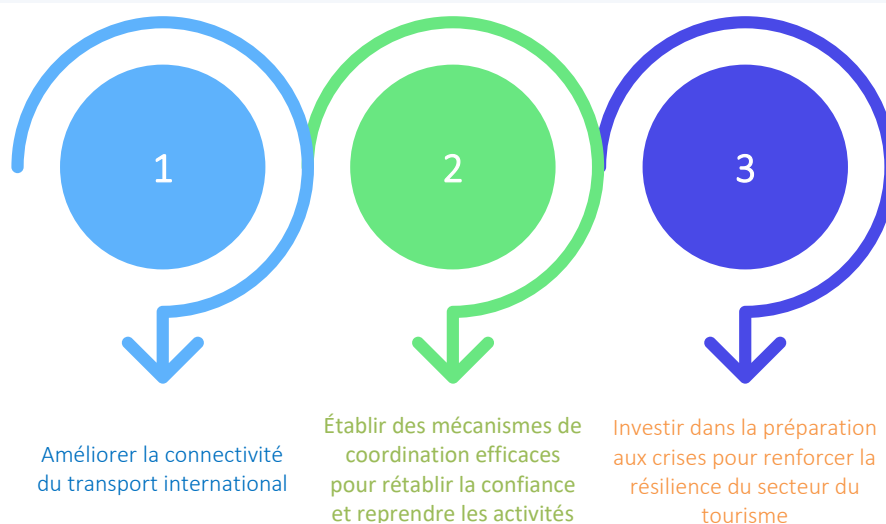 1
2
3
Améliorer la connectivité
du transport international
Établir des mécanismes de
coordination efficaces
pour rétablir la confiance
et reprendre les activités
Investir dans la préparation
aux crises pour renforcer la
résilience du secteur du
tourisme